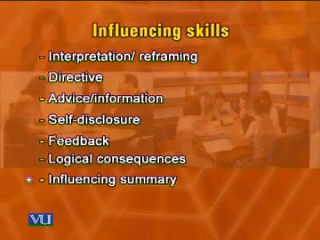 Influencing skills
- Interpretation/ reframing
- Directive
- Advice/information
- Self-disclosure
- Feedback
- Logical consequences
* - Influencing summary
VU